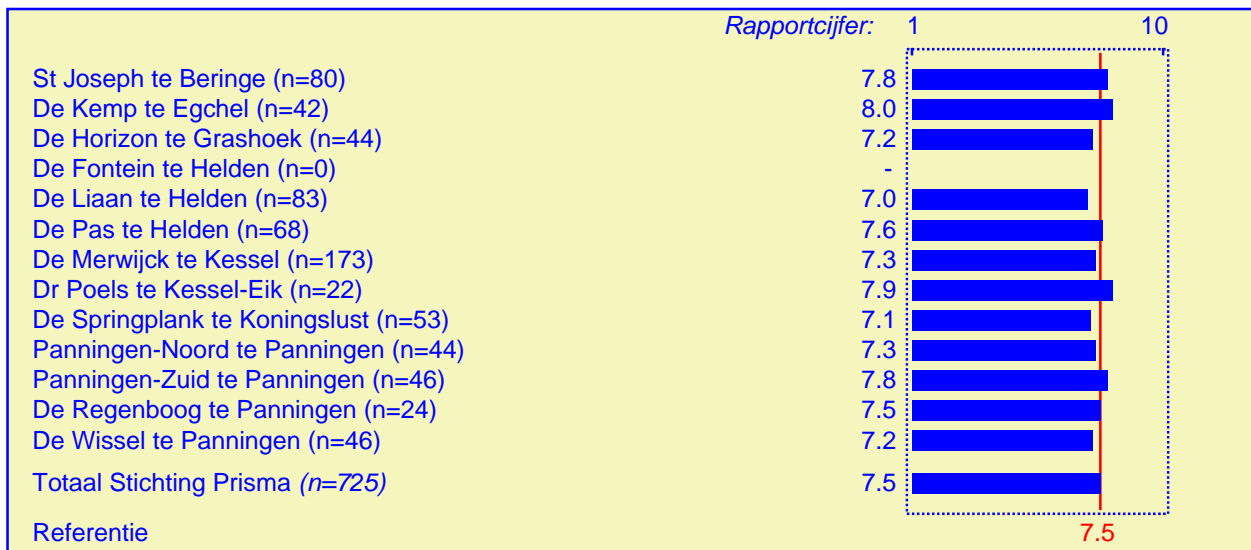 Rapportcijfer: 1 10
St Joseph te Beringe (n=80) 7.8
De Kemp te Egchel (n=42) 8.0
De Horizon te Grashoek (n=44) 7.2
De Fontein te Helden (n=0) -
De Liaan te Helden (n=83) 7.0
De Pas te Helden (n=68) 7.6
De Merwijck te Kessel (n=173) 7.3
Dr Poels te Kessel-Eik (n=22) 7.9
De Springplank te Koningslust (n=53) 7.1
Panningen-Noord te Panningen (n=44) 7.3
Panningen-Zuid te Panningen (n=46) 7.8
De Regenboog te Panningen (n=24) 7.5
De Wissel te Panningen (n=46) 7.2
Totaal Stichting Prisma (n=725) 7.5
Referentie 7.5